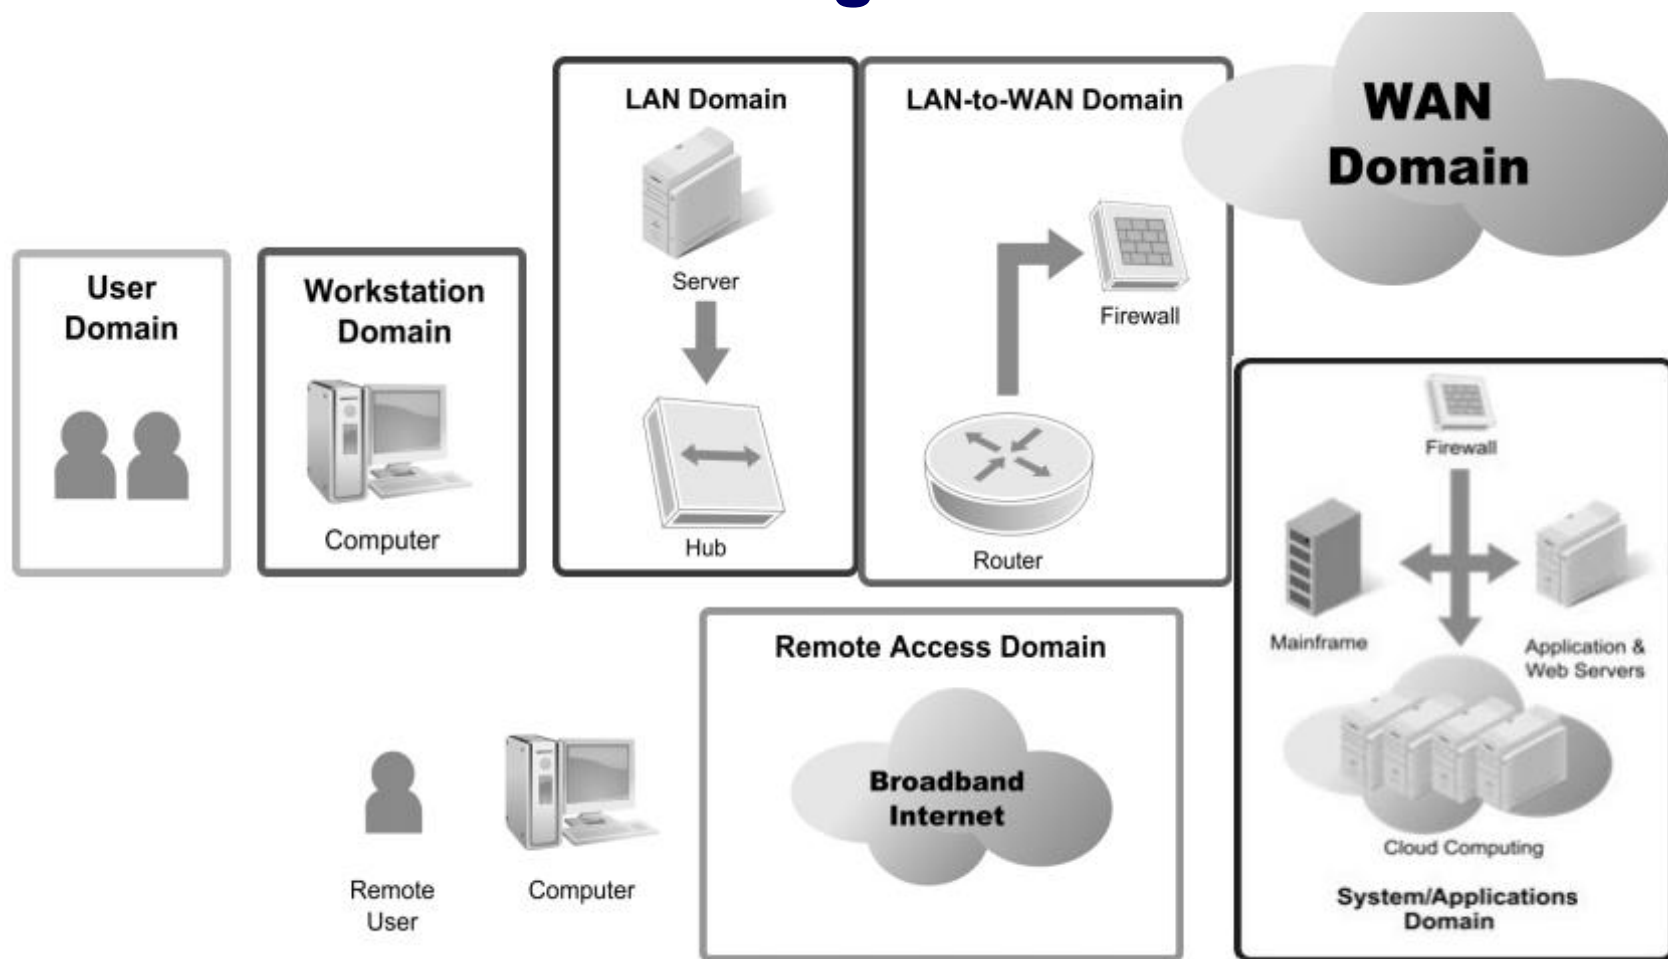 LAN Domain
Server
Hub
LAN-to-WAN Domain
Firewall
Router
WAN
Domain
User
Domain
Workstation
Domain
Computer
Firewall
Mainframe
Application &
Web Servers
Cloud Computing
System/Applications
Domain
Remote Access Domain
Broadband
Internet
Remote
User
Computer